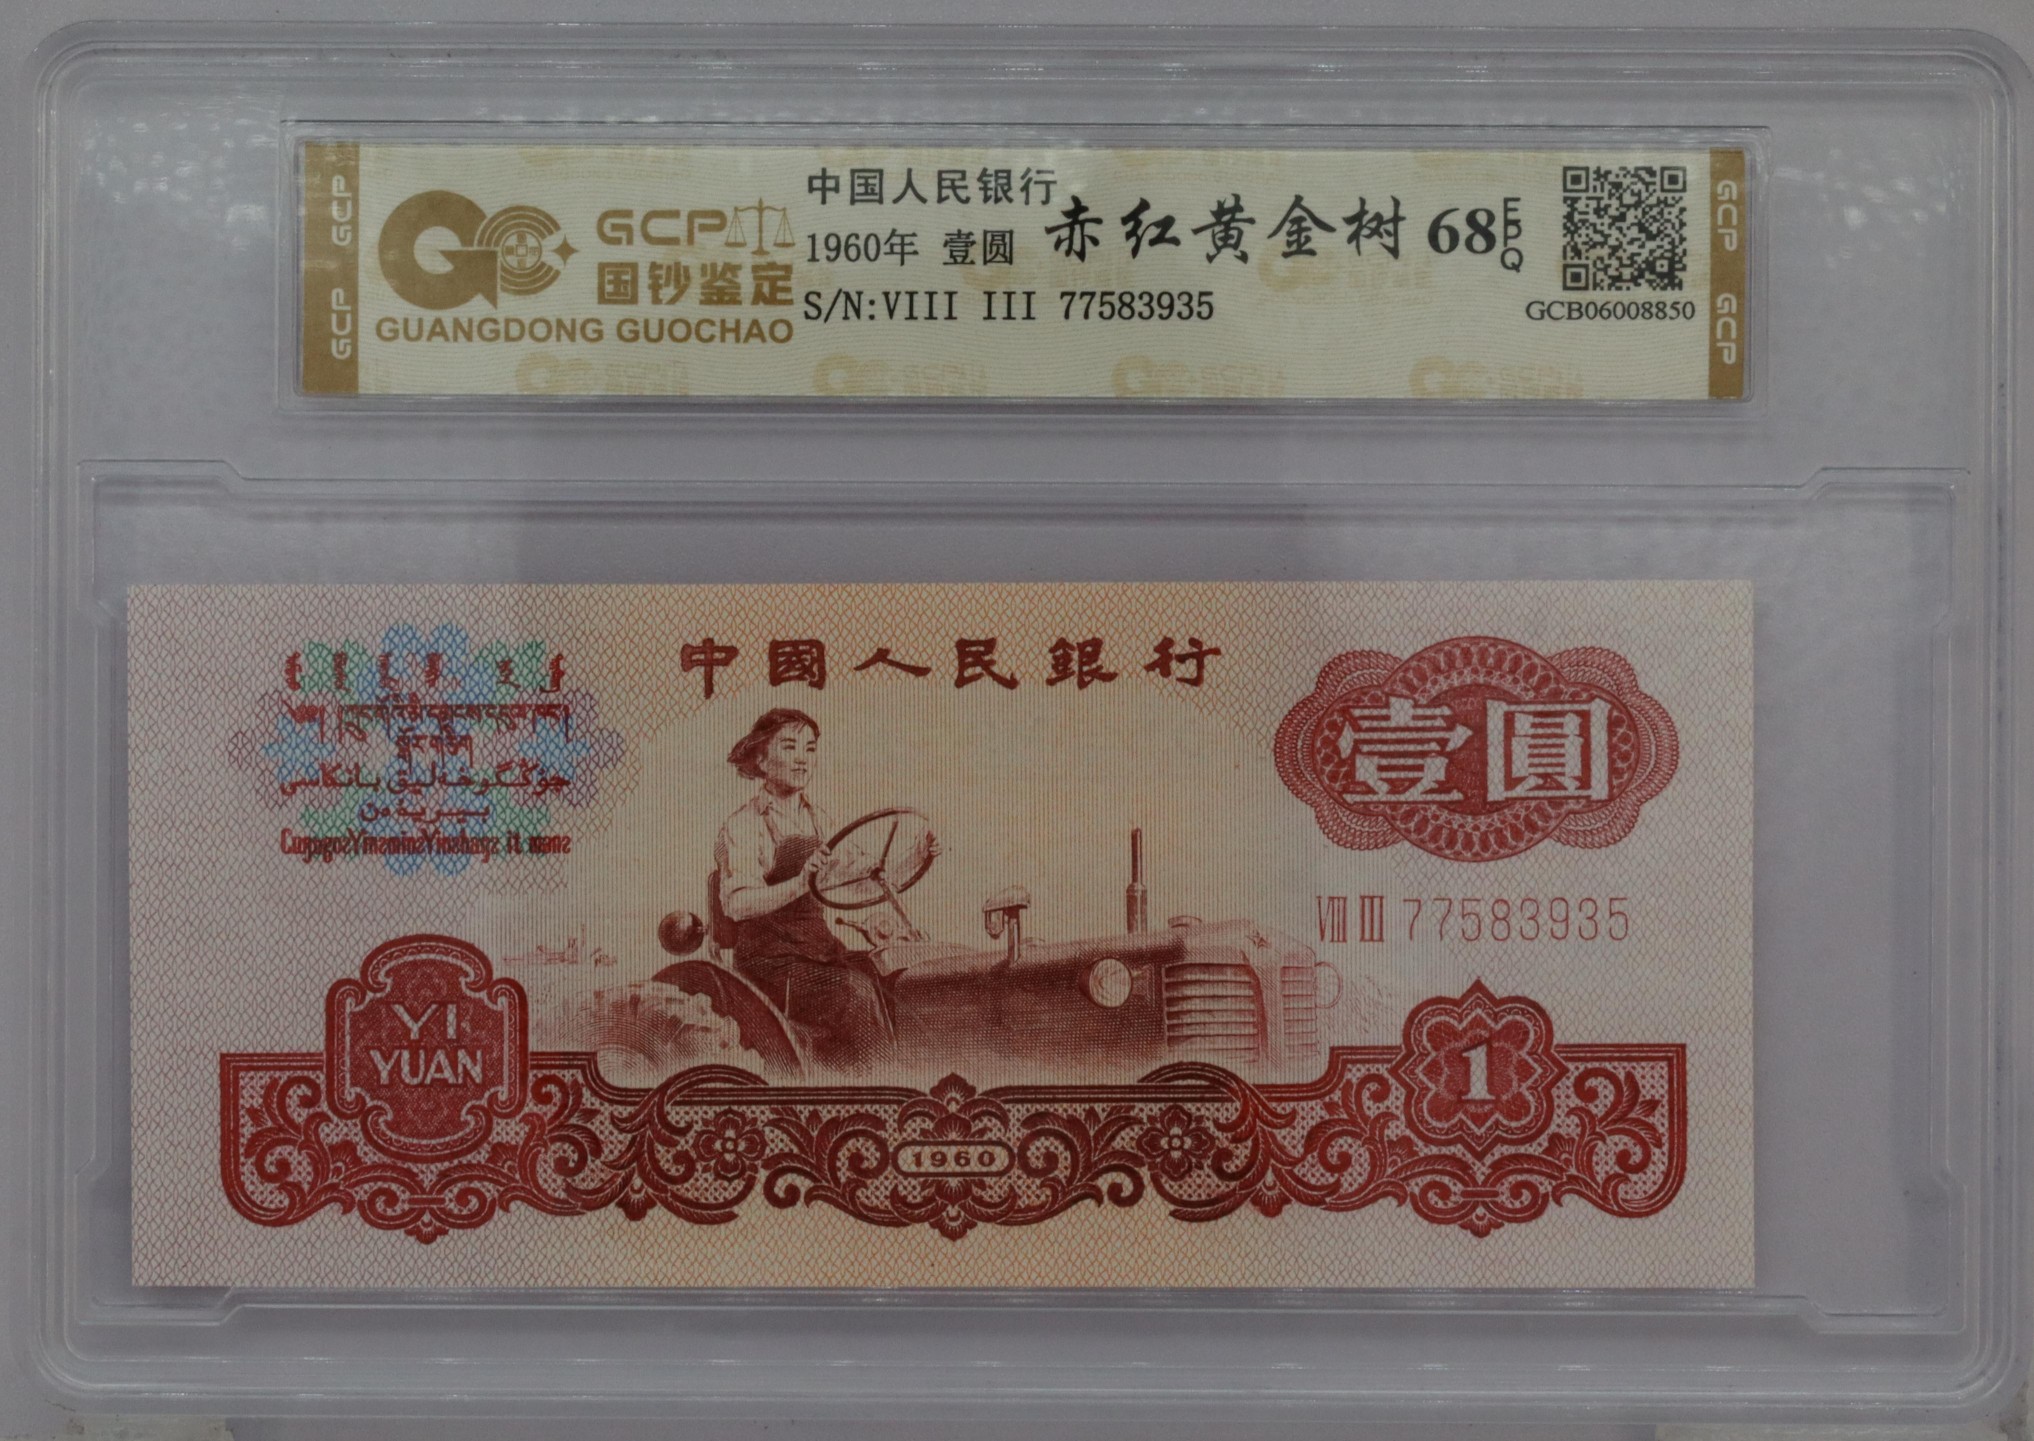 GCP GCP
GCP
国钞鉴定
GUANGDONG GUOCHAO
中国人民银行
1960年 壹圆
S/N:VIII III 77583935
赤红黄金树 68 EPQ
GCB06008850
GCP GCP
中國人民銀行
壹圓
VIII III 77583935
YI
YUAN
1960
1